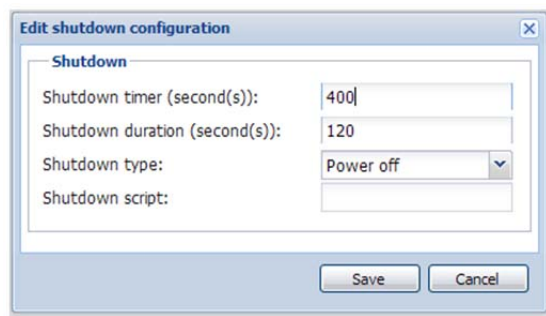 Edit shutdown configuration
Shutdown
Shutdown timer (second(s)): 400
Shutdown duration (second(s)): 120
Shutdown type: Power off
Shutdown script:
Save Cancel